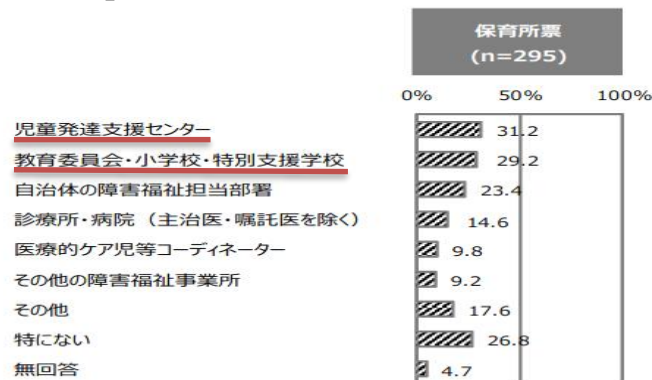 保育所票
(n=295)
0% 50% 100%
児童発達支援センター 31.2
教育委員会・小学校・特別支援学校 29.2
自治体の障害福祉担当部署 23.4
診療所・病院（主治医・嘱託医を除く） 14.6
医療的ケア児等コーディネーター 9.8
その他の障害福祉事業所 9.2
その他 17.6
特にない 26.8
無回答 4.7